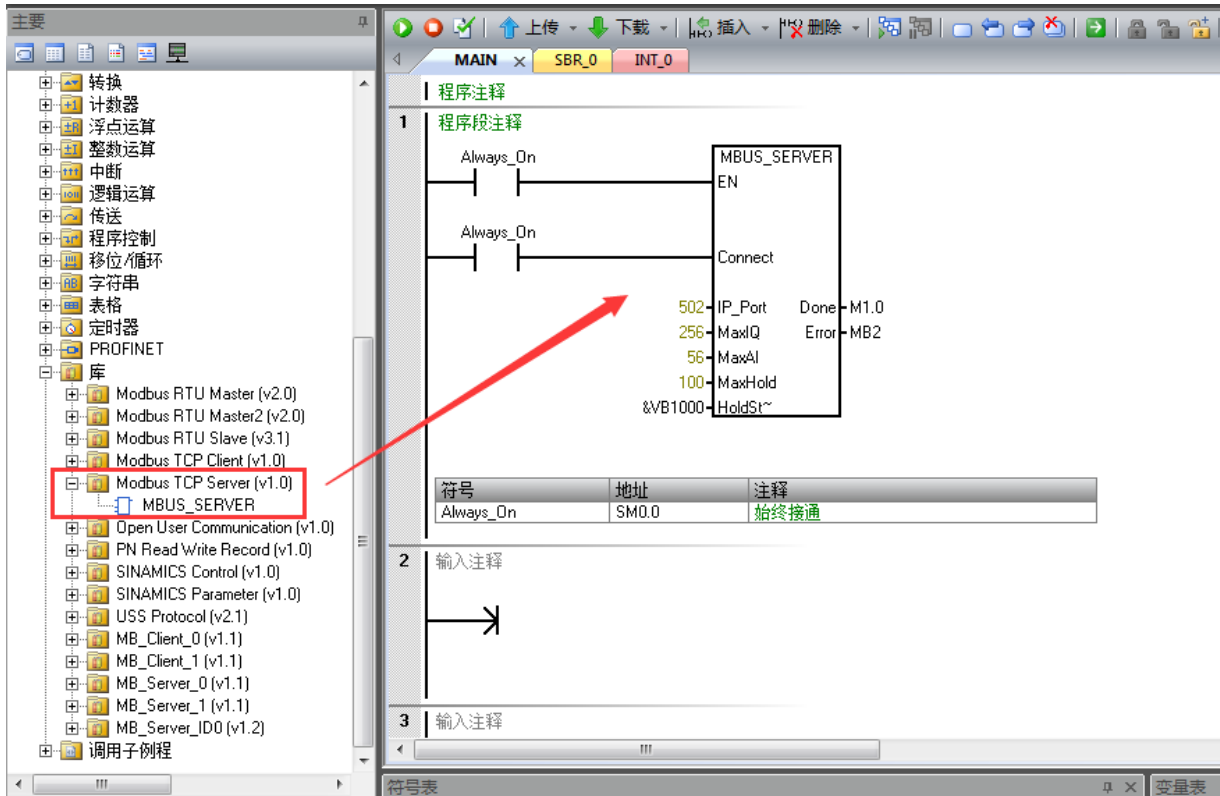 主要
上传 下载 插入 删除
MAIN SBR_0 INT_0
转换
计数器
浮点运算
整数运算
中断
逻辑运算
传送
程序控制
移位/循环
字符串
表格
定时器
PROFINET
库
Modbus RTU Master (v2.0)
Modbus RTU Master2 (v2.0)
Modbus RTU Slave (v3.1)
Modbus TCP Client (v1.0)
Modbus TCP Server (v1.0)
MBUS_SERVER
Open User Communication (v1.0)
PN Read Write Record (v1.0)
SINAMICS Control (v1.0)
SINAMICS Parameter (v1.0)
USS Protocol (v2.1)
MB_Client_0 (v1.1)
MB_Client_1 (v1.1)
MB_Server_0 (v1.1)
MB_Server_1 (v1.1)
MB_Server_ID0 (v1.2)
调用子例程
程序注释
1 程序段注释
Always_On MBUS_SERVER
EN
Always_On
Connect
502 IP_Port Done M1.0
256 MaxIQ Error MB2
56 MaxAI
100 MaxHold
&VB1000 HoldSt~
符号 地址 注释
Always_On SM0.0 始终接通
2 输入注释
3 输入注释
符号表 变量表